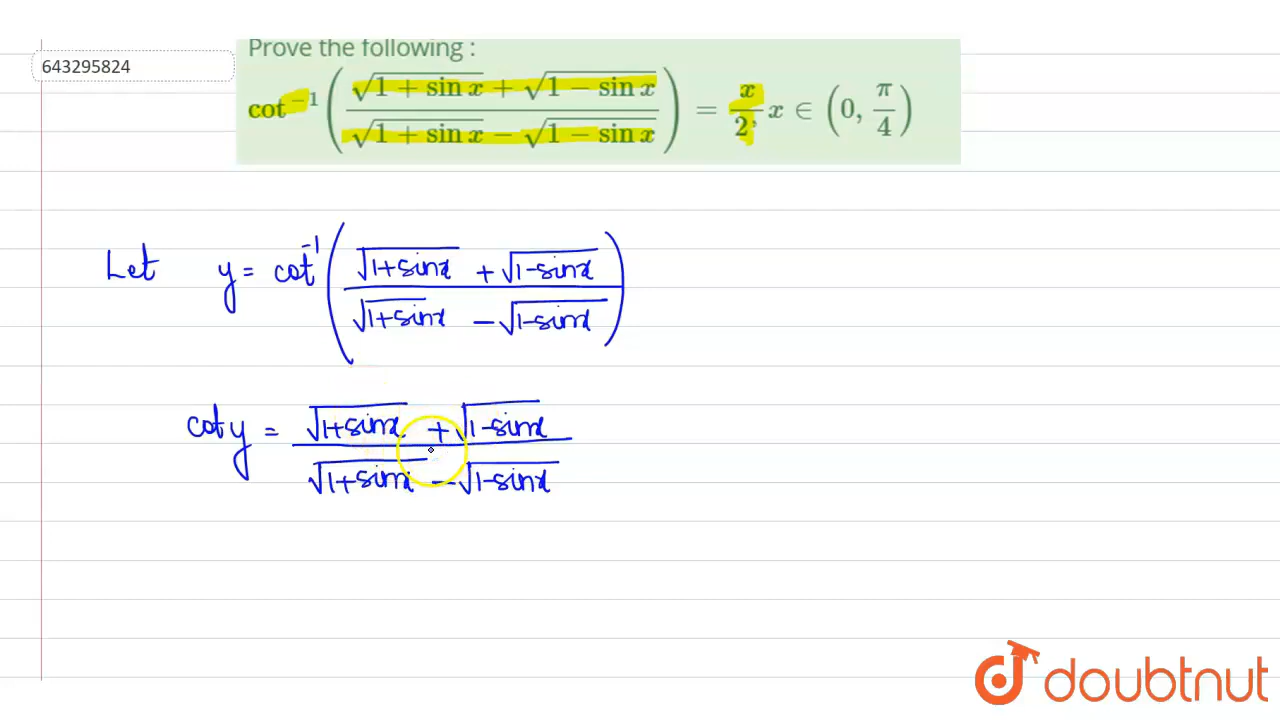 Prove the following :
643295824
cot⁻¹((√(1 + sin x) + √(1 − sin x))/(√(1 + sin x) − √(1 − sin x))) = x/2, x ∈ (0, π/4)
Let y = cot⁻¹((√(1+sinx) + √(1-sinx))/(√(1+sinx) − √(1-sinx)))
cot y = (√(1+sinx) + √(1-sinx))/(√(1+sinx) − √(1-sinx))
doubtnut